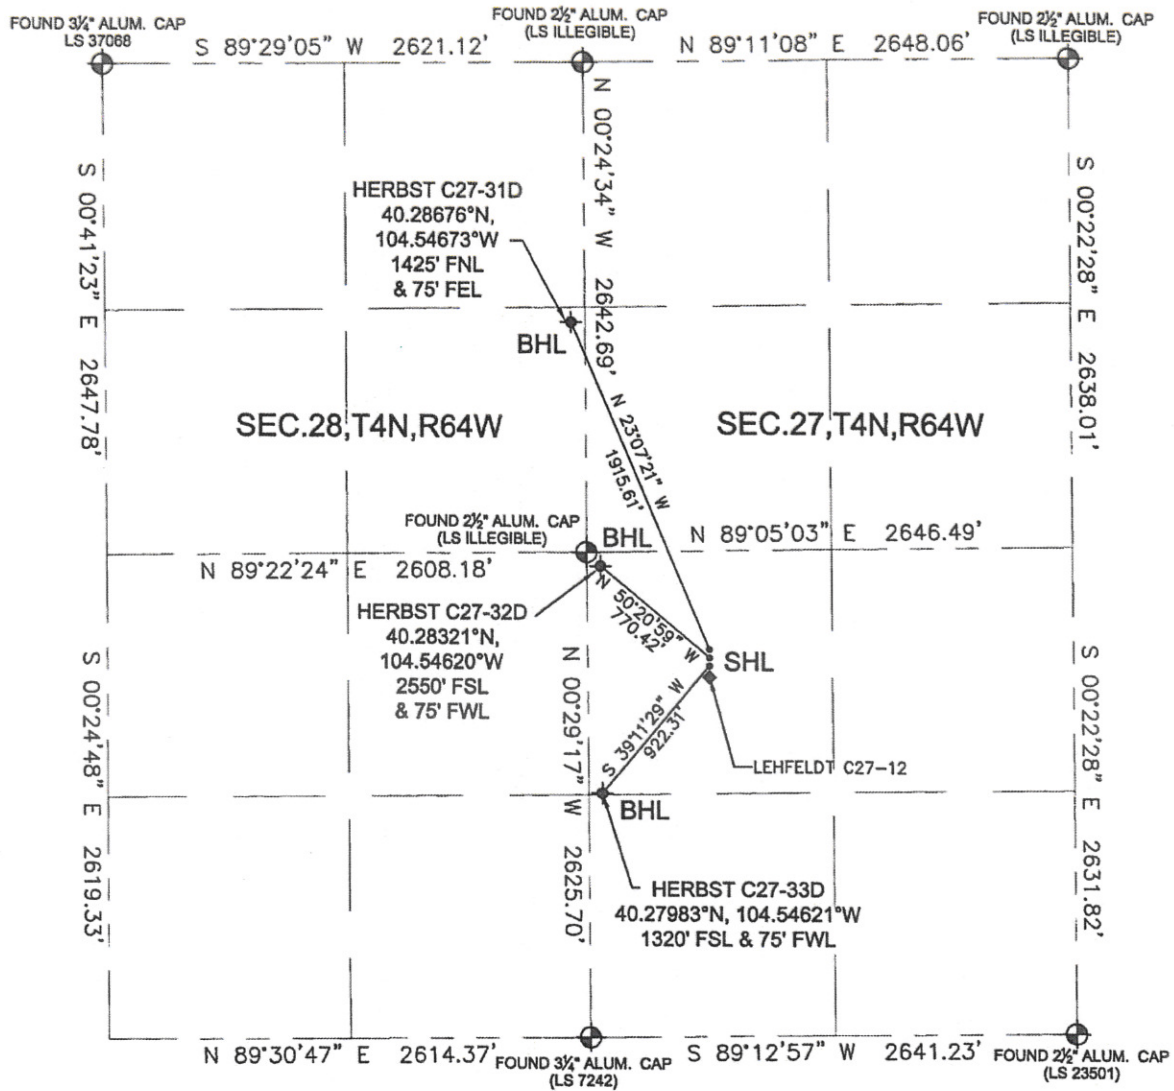 FOUND 3¼" ALUM. CAP
LS 37068
S 89°29'05" W 2621.12'
FOUND 2½" ALUM. CAP
(LS ILLEGIBLE)
N 89°11'08" E 2648.06'
FOUND 2½" ALUM. CAP
(LS ILLEGIBLE)
S 00°41'23" E 2647.78'
N 00°24'34" W 2642.69'
S 00°22'28" E 2638.01'
HERBST C27-31D
40.28676°N,
104.54673°W
1425' FNL
& 75' FEL
BHL
N 23°07'21" W
1915.61'
SEC.28,T4N,R64W
SEC.27,T4N,R64W
FOUND 2½" ALUM. CAP
(LS ILLEGIBLE)
BHL
N 89°05'03" E 2646.49'
N 89°22'24" E 2608.18'
HERBST C27-32D
40.28321°N,
104.54620°W
2550' FSL
& 75' FWL
N 50°20'59" W
770.42'
SHL
S 00°24'48" E 2619.33'
N 00°29'17" W 2625.70'
S 00°22'28" E 2631.82'
S 39°11'29" W
922.31'
LEHFELDT C27-12
BHL
HERBST C27-33D
40.27983°N, 104.54621°W
1320' FSL & 75' FWL
N 89°30'47" E 2614.37'
FOUND 3¼" ALUM. CAP
(LS 7242)
S 89°12'57" W 2641.23'
FOUND 2½" ALUM. CAP
(LS 23501)